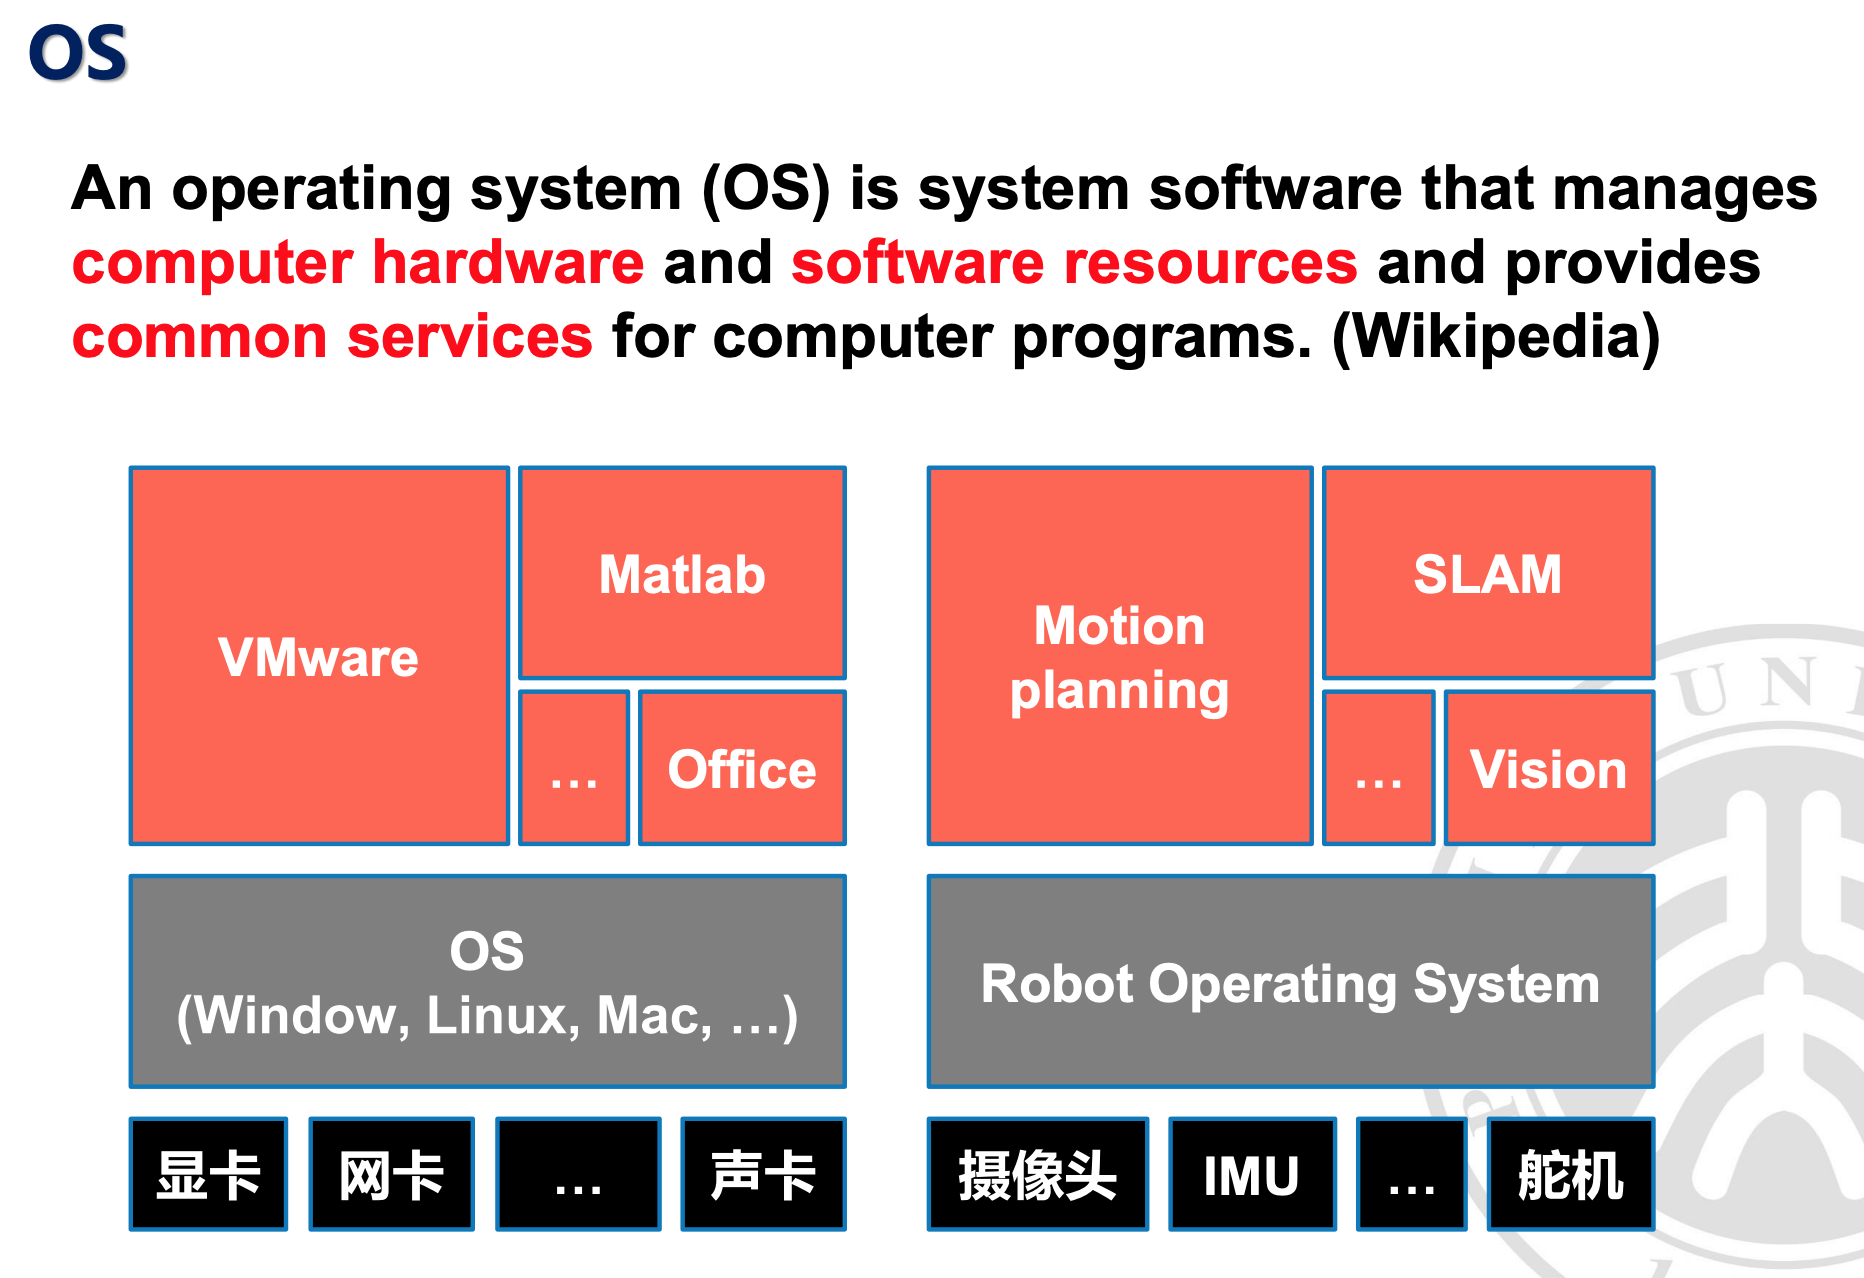 OS
An operating system (OS) is system software that manages
computer hardware and software resources and provides
common services for computer programs. (Wikipedia)
VMware
Matlab
…
Office
OS
(Window, Linux, Mac, …)
显卡
网卡
…
声卡
Motion
planning
SLAM
…
Vision
Robot Operating System
摄像头
IMU
…
舵机